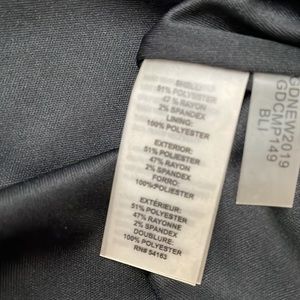 SHELL:
51% POLYESTER
47% RAYON
2% SPANDEX
LINING:
100% POLYESTER
EXTERIOR:
51% POLIESTER
47% RAYON
2% SPANDEX
FORRO:
100% POLYESTER
EXTÉRIEUR:
51% POLYESTER
47% RAYONNE
2% SPANDEX
DOUBLURE:
100% POLYESTER
RN# 54163
GDNEW2019
GDCMP149
BLI